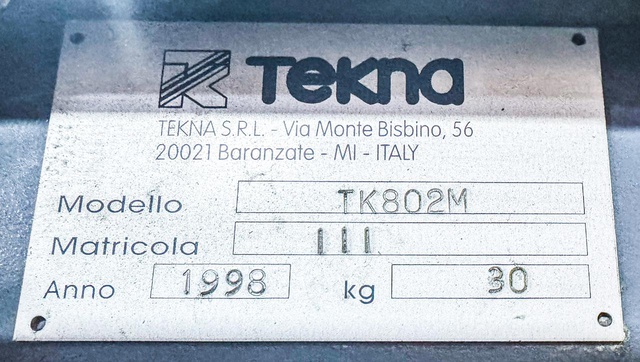 Tekna
TEKNA S.R.L. - Via Monte Bisbino, 56
20021 Baranzate - MI - ITALY
Modello TK802M
Matricola 111
Anno 1998 kg 30